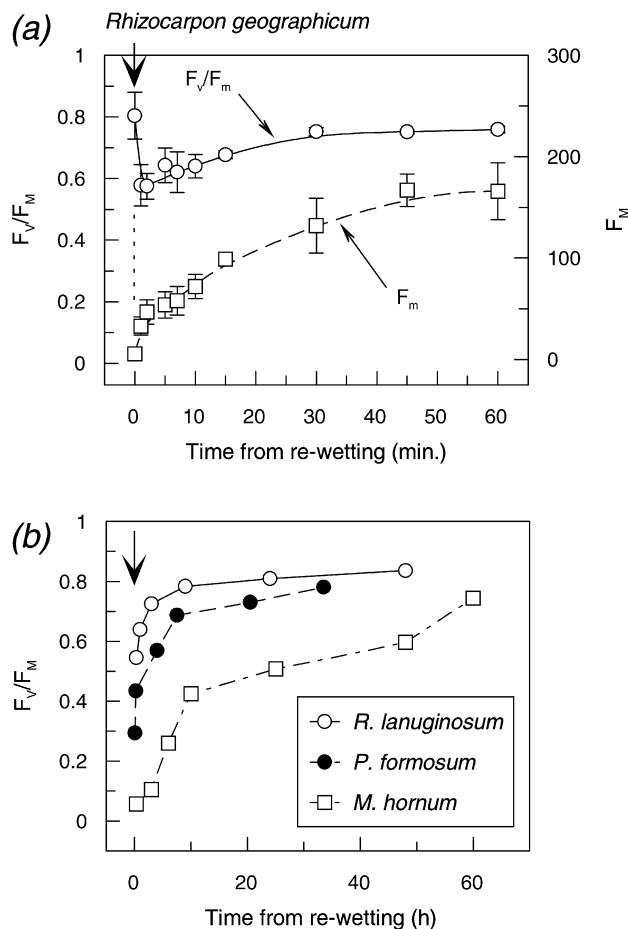 Rhizocarpon geographicum
(a)
1
0.8
0.6
0.4
0.2
0
Fv/FM
Fv/Fm
Fm
300
200
100
0
FM
0 10 20 30 40 50 60
Time from re-wetting (min.)
(b)
1
0.8
0.6
0.4
0.2
0
Fv/FM
R. lanuginosum
P. formosum
M. hornum
0 20 40 60
Time from re-wetting (h)